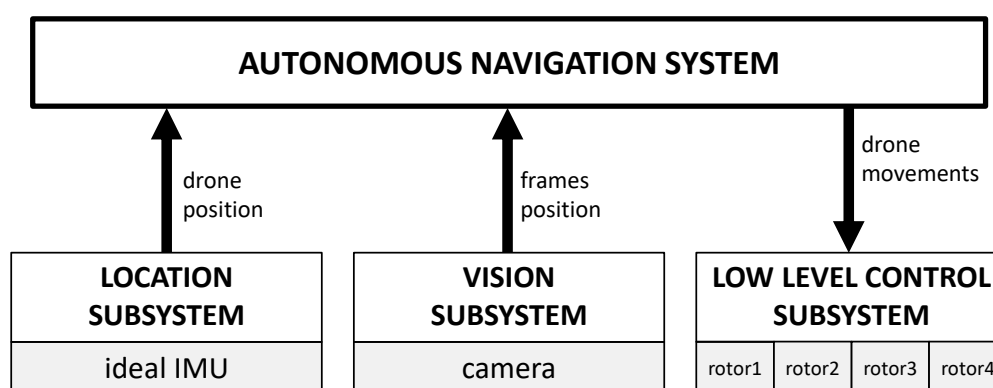 AUTONOMOUS NAVIGATION SYSTEM
drone
position
frames
position
drone
movements
LOCATION
SUBSYSTEM
ideal IMU
VISION
SUBSYSTEM
camera
LOW LEVEL CONTROL
SUBSYSTEM
rotor1 rotor2 rotor3 rotor4